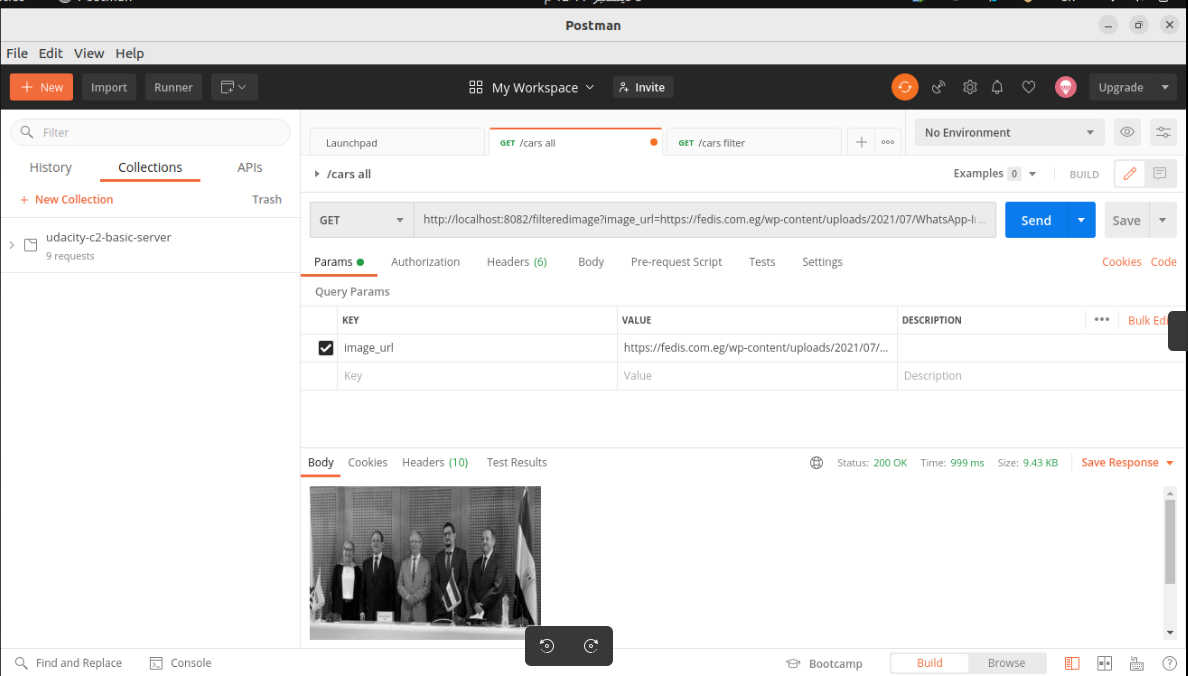 Postman
File Edit View Help
+ New Import Runner My Workspace Invite Upgrade
Filter
History Collections APIs
+ New Collection Trash
udacity-c2-basic-server
9 requests
Launchpad GET /cars all GET /cars filter + No Environment
/cars all Examples 0 BUILD
GET http://localhost:8082/filteredimage?image_url=https://fedis.com.eg/wp-content/uploads/2021/07/WhatsApp-I... Send Save
Params Authorization Headers (6) Body Pre-request Script Tests Settings Cookies Code
Query Params
KEY VALUE DESCRIPTION ••• Bulk Edi
image_url https://fedis.com.eg/wp-content/uploads/2021/07/...
Key Value Description
Body Cookies Headers (10) Test Results Status: 200 OK Time: 999 ms Size: 9.43 KB Save Response
Find and Replace Console Bootcamp Build Browse